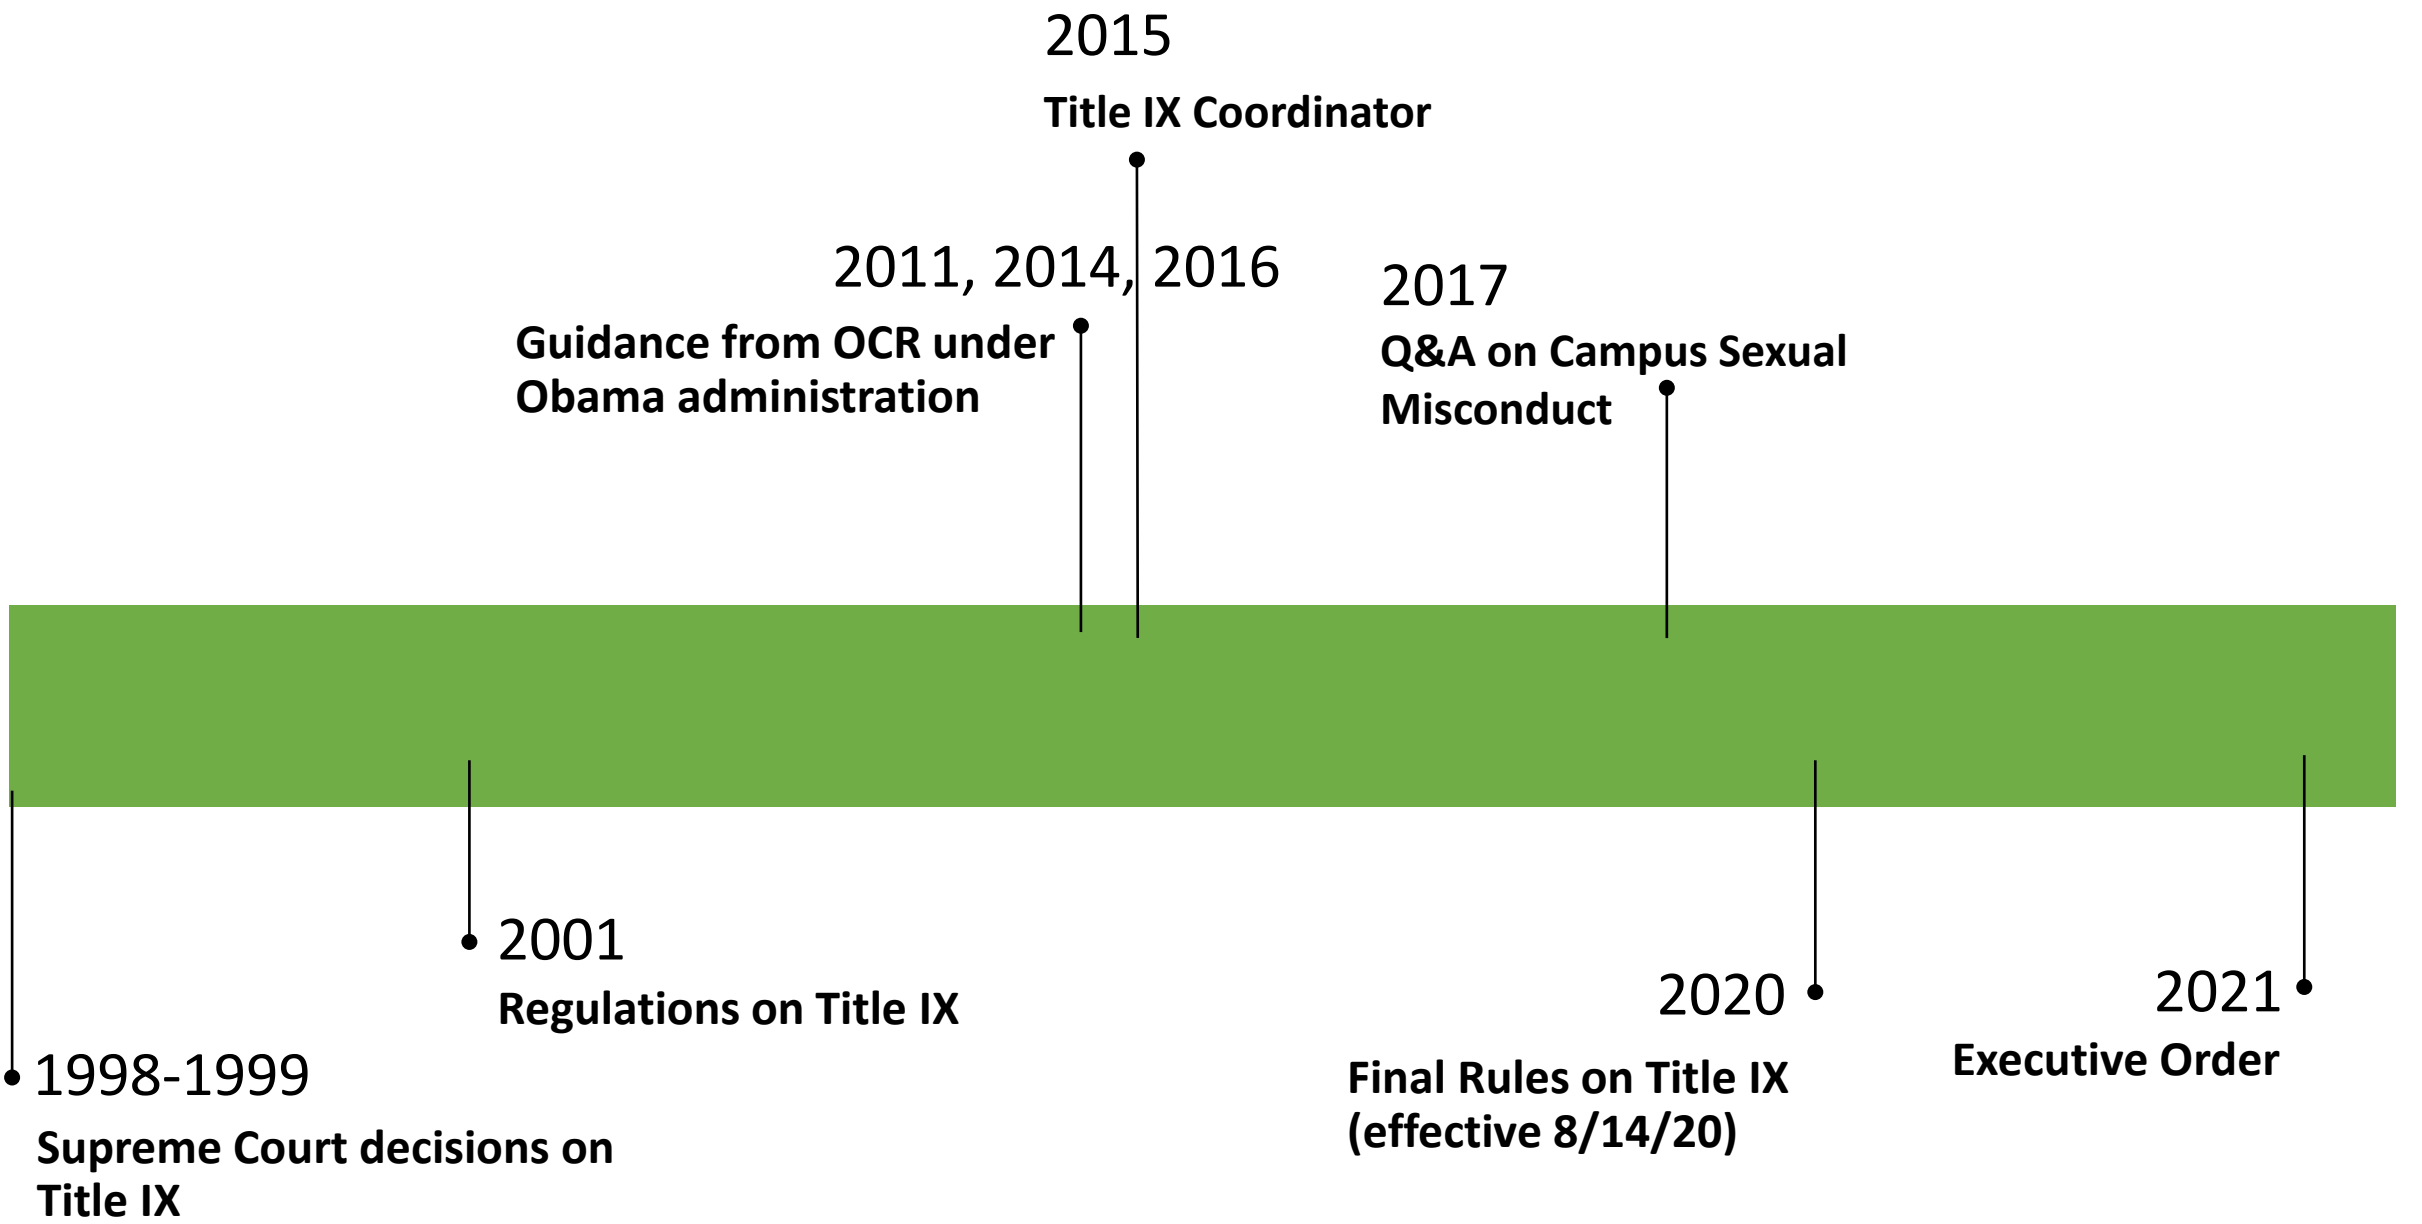 2015
Title IX Coordinator
2011, 2014, 2016
Guidance from OCR under
Obama administration
2017
Q&A on Campus Sexual
Misconduct
2001
Regulations on Title IX
1998-1999
Supreme Court decisions on
Title IX
2020
Final Rules on Title IX
(effective 8/14/20)
2021
Executive Order